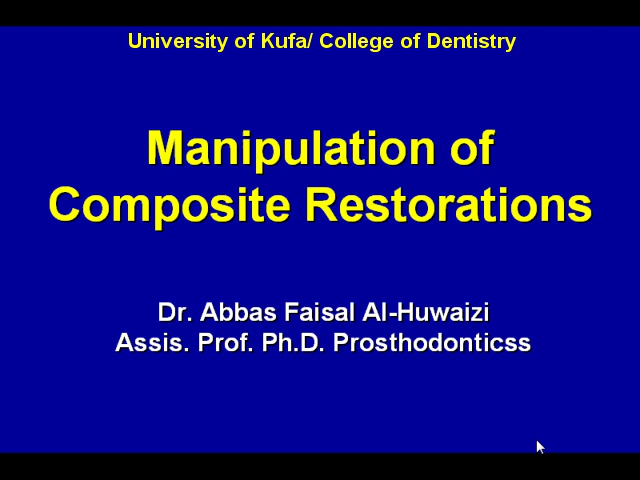 University of Kufa/ College of Dentistry
Manipulation of
Composite Restorations
Dr. Abbas Faisal Al-Huwaizi
Assis. Prof. Ph.D. Prosthodonticss